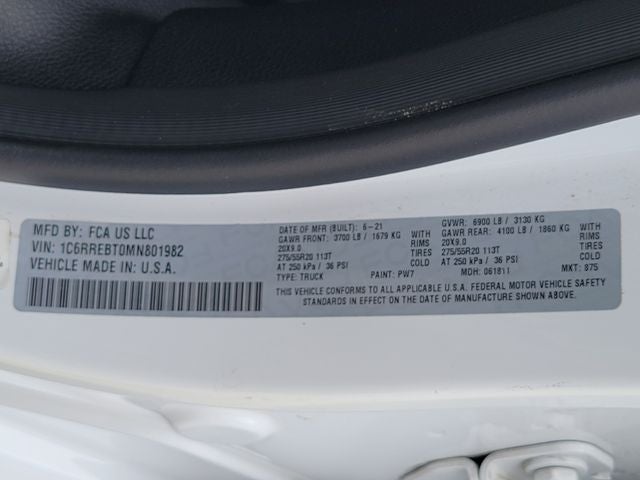 MFD BY: FCA US LLC
VIN: 1C6RREBT0MN801982
VEHICLE MADE IN U.S.A.
DATE OF MFR (BUILT): 6-21
GAWR FRONT: 3700 LB / 1679 KG
20X9.0
275/55R20 113T
AT 250 kPa / 36 PSI
TYPE: TRUCK
TIRES
RIMS
COLD
PAINT: PW7
GVWR: 6900 LB / 3130 KG
GAWR REAR: 4100 LB / 1860 KG
20X9.0
275/55R20 113T
AT 250 kPa / 36 PSI
MDH: 061811
TIRES
RIMS
COLD
MKT: 875
THIS VEHICLE CONFORMS TO ALL APPLICABLE U.S.A. FEDERAL MOTOR VEHICLE SAFETY
STANDARDS IN EFFECT ON THE DATE OF MANUFACTURE SHOWN ABOVE.